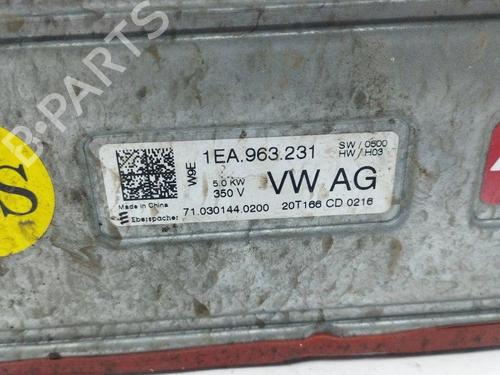 B-PARTS
S
W9E
1EA.963.231
SW / 0500
HW / H03
5.0 KW
350 V
VW AG
Made in China
Eberspächer
71.030144.0200
20T166 CD 0216